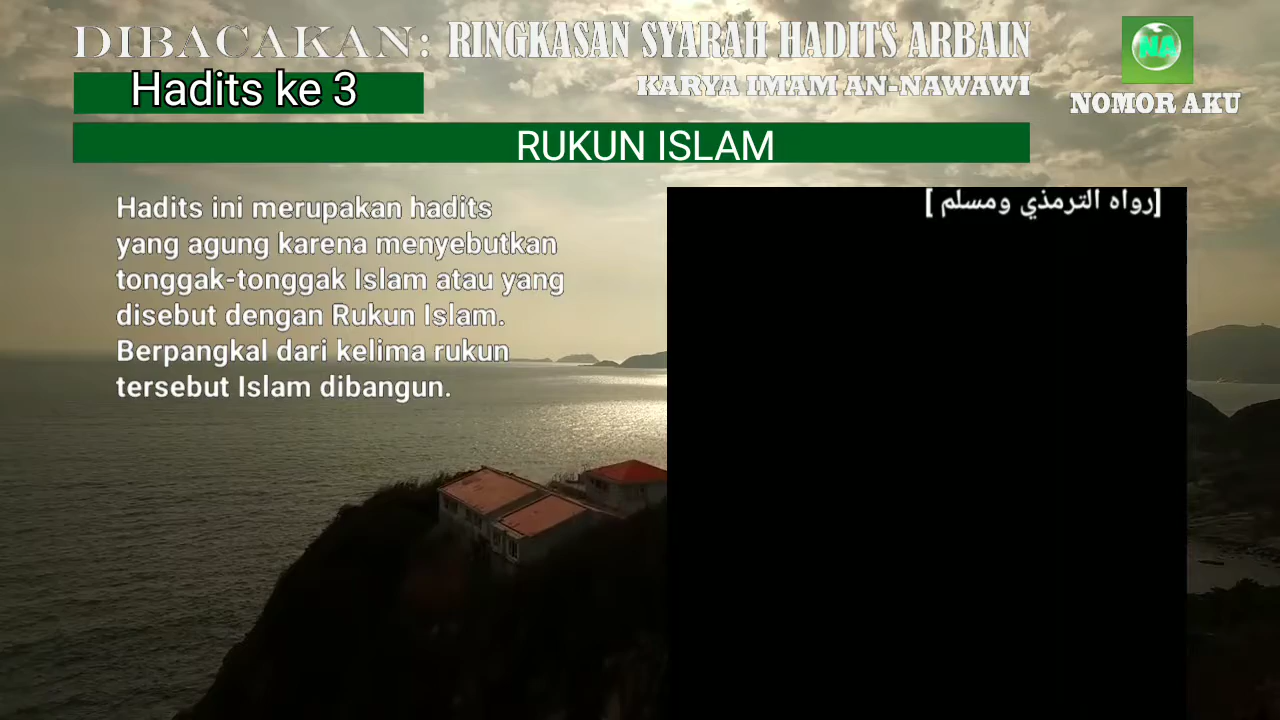 DIBACAKAN: RINGKASAN SYARAH HADITS ARBAIN
KARYA IMAM AN-NAWAWI
NA
NOMOR AKU
Hadits ke 3
RUKUN ISLAM
Hadits ini merupakan hadits
yang agung karena menyebutkan
tonggak-tonggak Islam atau yang
disebut dengan Rukun Islam.
Berpangkal dari kelima rukun
tersebut Islam dibangun.
[رواه الترمذي ومسلم ]